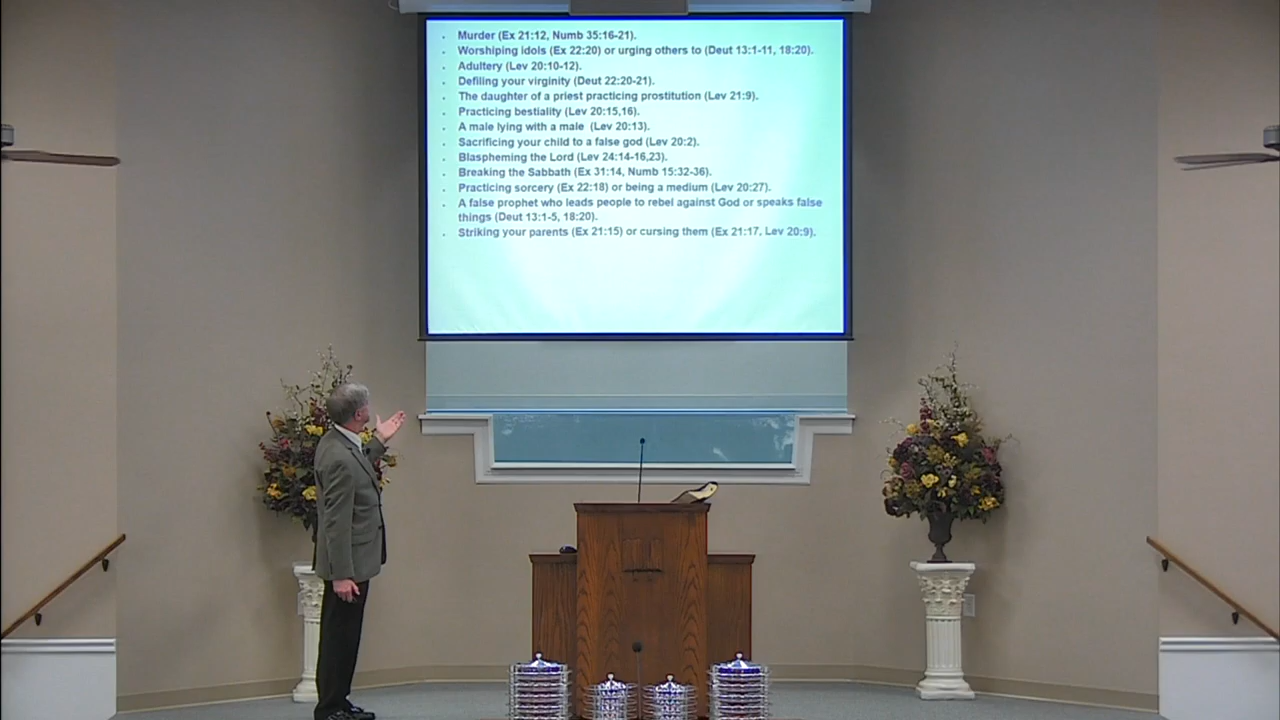 Murder (Ex 21:12, Numb 35:16-21).
Worshiping idols (Ex 22:20) or urging others to (Deut 13:1-11, 18:20).
Adultery (Lev 20:10-12).
Defiling your virginity (Deut 22:20-21).
The daughter of a priest practicing prostitution (Lev 21:9).
Practicing bestiality (Lev 20:15,16).
A male lying with a male (Lev 20:13).
Sacrificing your child to a false god (Lev 20:2).
Blaspheming the Lord (Lev 24:14-16,23).
Breaking the Sabbath (Ex 31:14, Numb 15:32-36).
Practicing sorcery (Ex 22:18) or being a medium (Lev 20:27).
A false prophet who leads people to rebel against God or speaks false
things (Deut 13:1-5, 18:20).
Striking your parents (Ex 21:15) or cursing them (Ex 21:17, Lev 20:9).